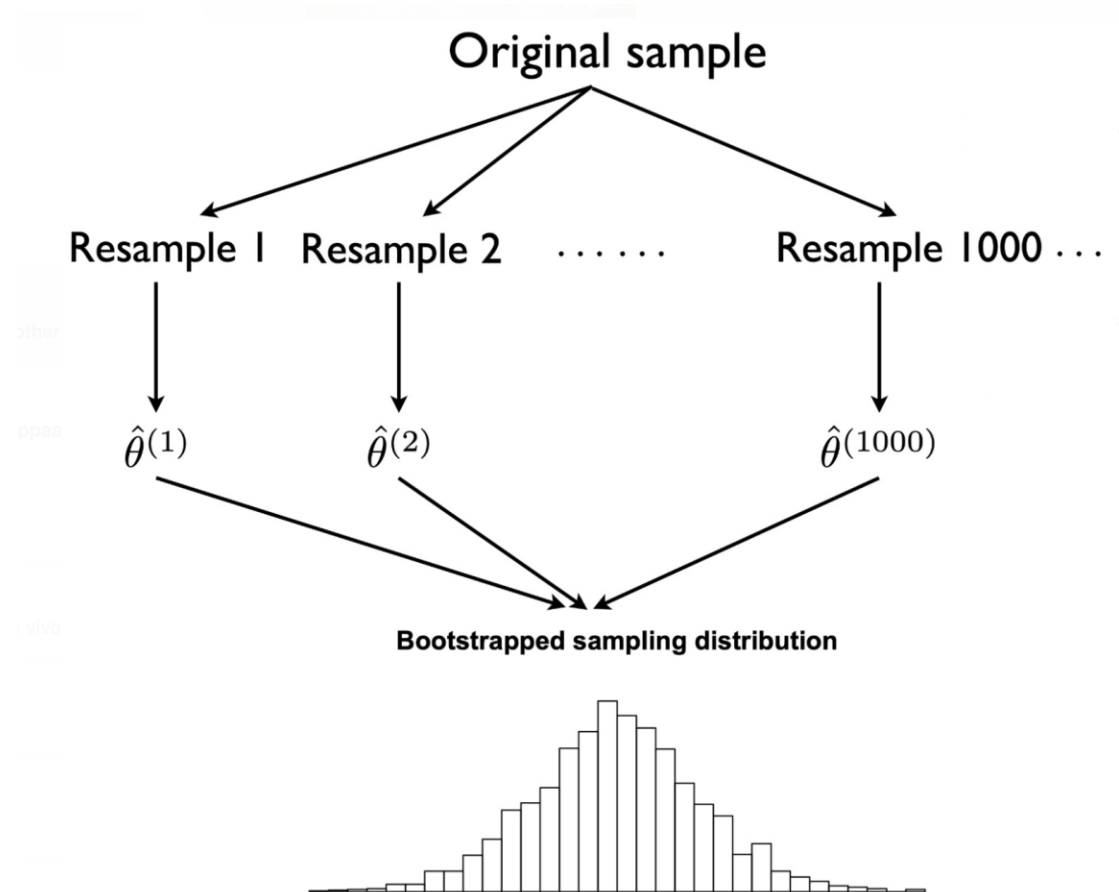 Original sample
Resample 1 Resample 2 ...... Resample 1000 ...
θ̂⁽¹⁾ θ̂⁽²⁾ θ̂⁽¹⁰⁰⁰⁾
Bootstrapped sampling distribution